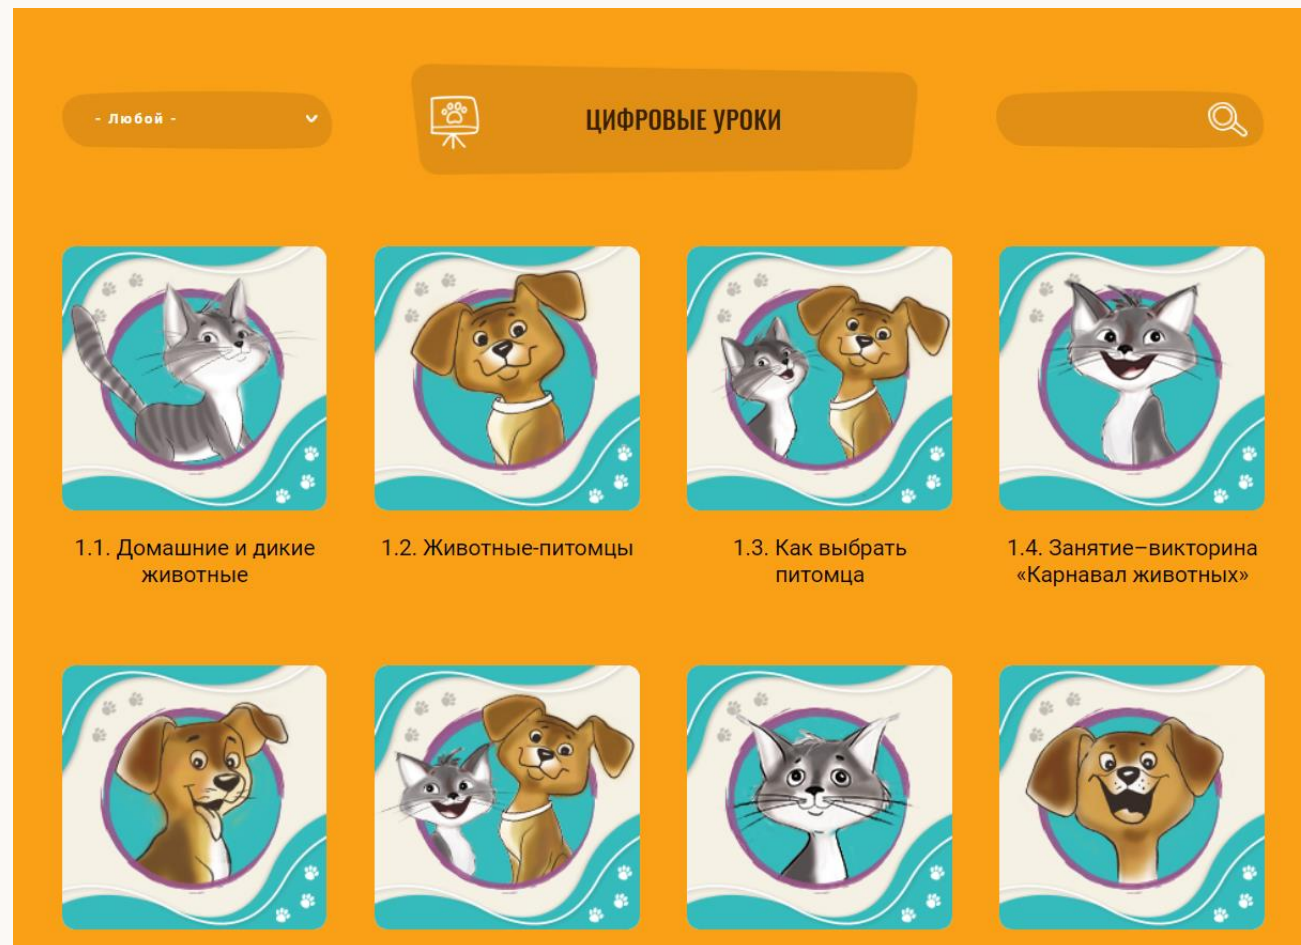 - Любой -
ЦИФРОВЫЕ УРОКИ
1.1. Домашние и дикие
животные
1.2. Животные-питомцы
1.3. Как выбрать
питомца
1.4. Занятие–викторина
«Карнавал животных»